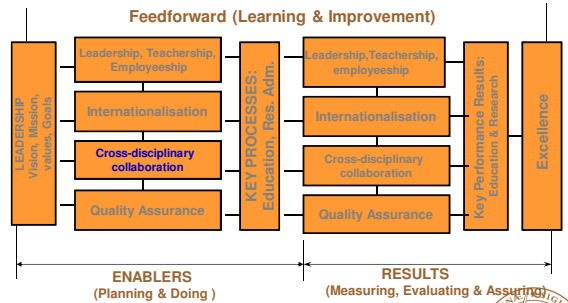 Feedforward (Learning & Improvement)
LEADERSHIP
Vision, Mission,
values, Goals
Leadership, Teachership,
Employeeship
Internationalisation
Cross-disciplinary
collaboration
Quality Assurance
KEY PROCESSES:
Education, Res. Adm.
Leadership,Teachership,
employeeship
Internationalisation
Cross-disciplinary
collaboration
Quality Assurance
Key Performance Results:
Education & Research
Excellence
ENABLERS
(Planning & Doing )
RESULTS
(Measuring, Evaluating & Assuring)